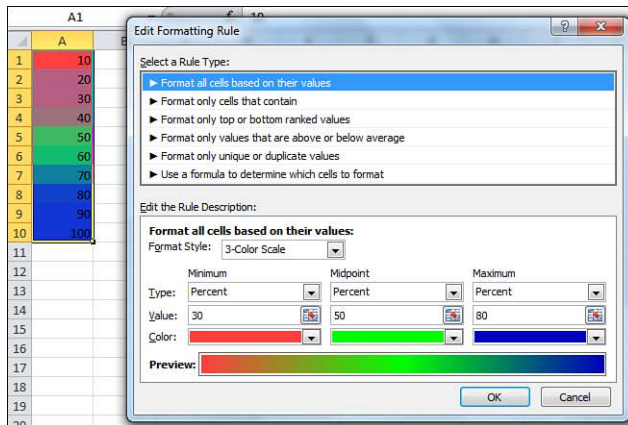 A1
Edit Formatting Rule
A
1 10
2 20
3 30
4 40
5 50
6 60
7 70
8 80
9 90
10 100
11
12
13
14
15
16
17
18
19
Select a Rule Type:
► Format all cells based on their values
► Format only cells that contain
► Format only top or bottom ranked values
► Format only values that are above or below average
► Format only unique or duplicate values
► Use a formula to determine which cells to format
Edit the Rule Description:
Format all cells based on their values:
Format Style: 3-Color Scale
Minimum Midpoint Maximum
Type: Percent Percent Percent
Value: 30 50 80
Color:
Preview:
OK Cancel